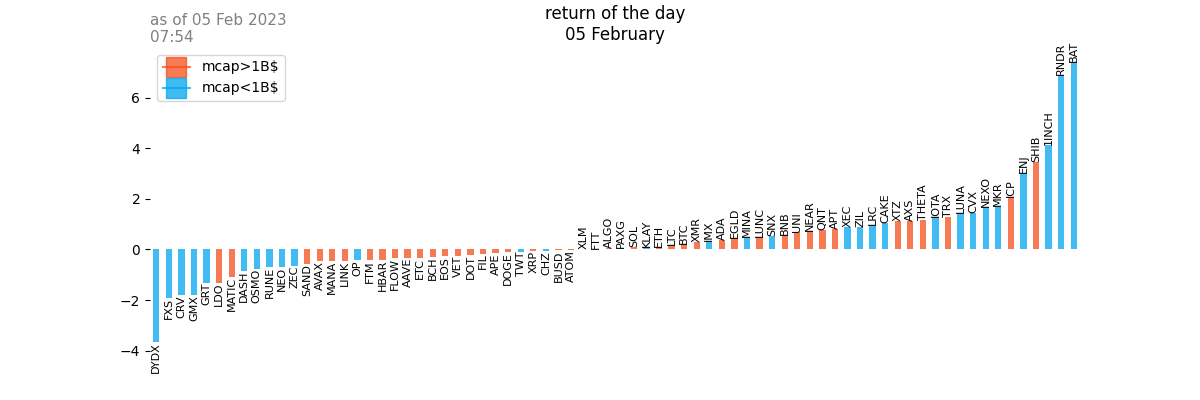 as of 05 Feb 2023
07:54
return of the day
05 February
mcap>1B$
mcap<1B$
6
4
2
0
−2
−4
DYDX
FXS
CRV
GMX
GRT
LDO
MATIC
DASH
OSMO
RUNE
NEO
ZEC
SAND
AVAX
MANA
LINK
OP
FTM
HBAR
FLOW
AAVE
ETC
BCH
EOS
VET
DOT
FIL
APE
DOGE
TWT
XRP
CHZ
BUSD
ATOM
XLM
FTT
ALGO
PAXG
SOL
KLAY
ETH
LTC
BTC
XMR
IMX
ADA
EGLD
MINA
LUNC
SNX
BNB
UNI
NEAR
QNT
APT
XEC
ZIL
LRC
CAKE
XTZ
AXS
THETA
IOTA
TRX
LUNA
CVX
NEXO
MKR
ICP
ENJ
SHIB
1INCH
RNDR
BAT